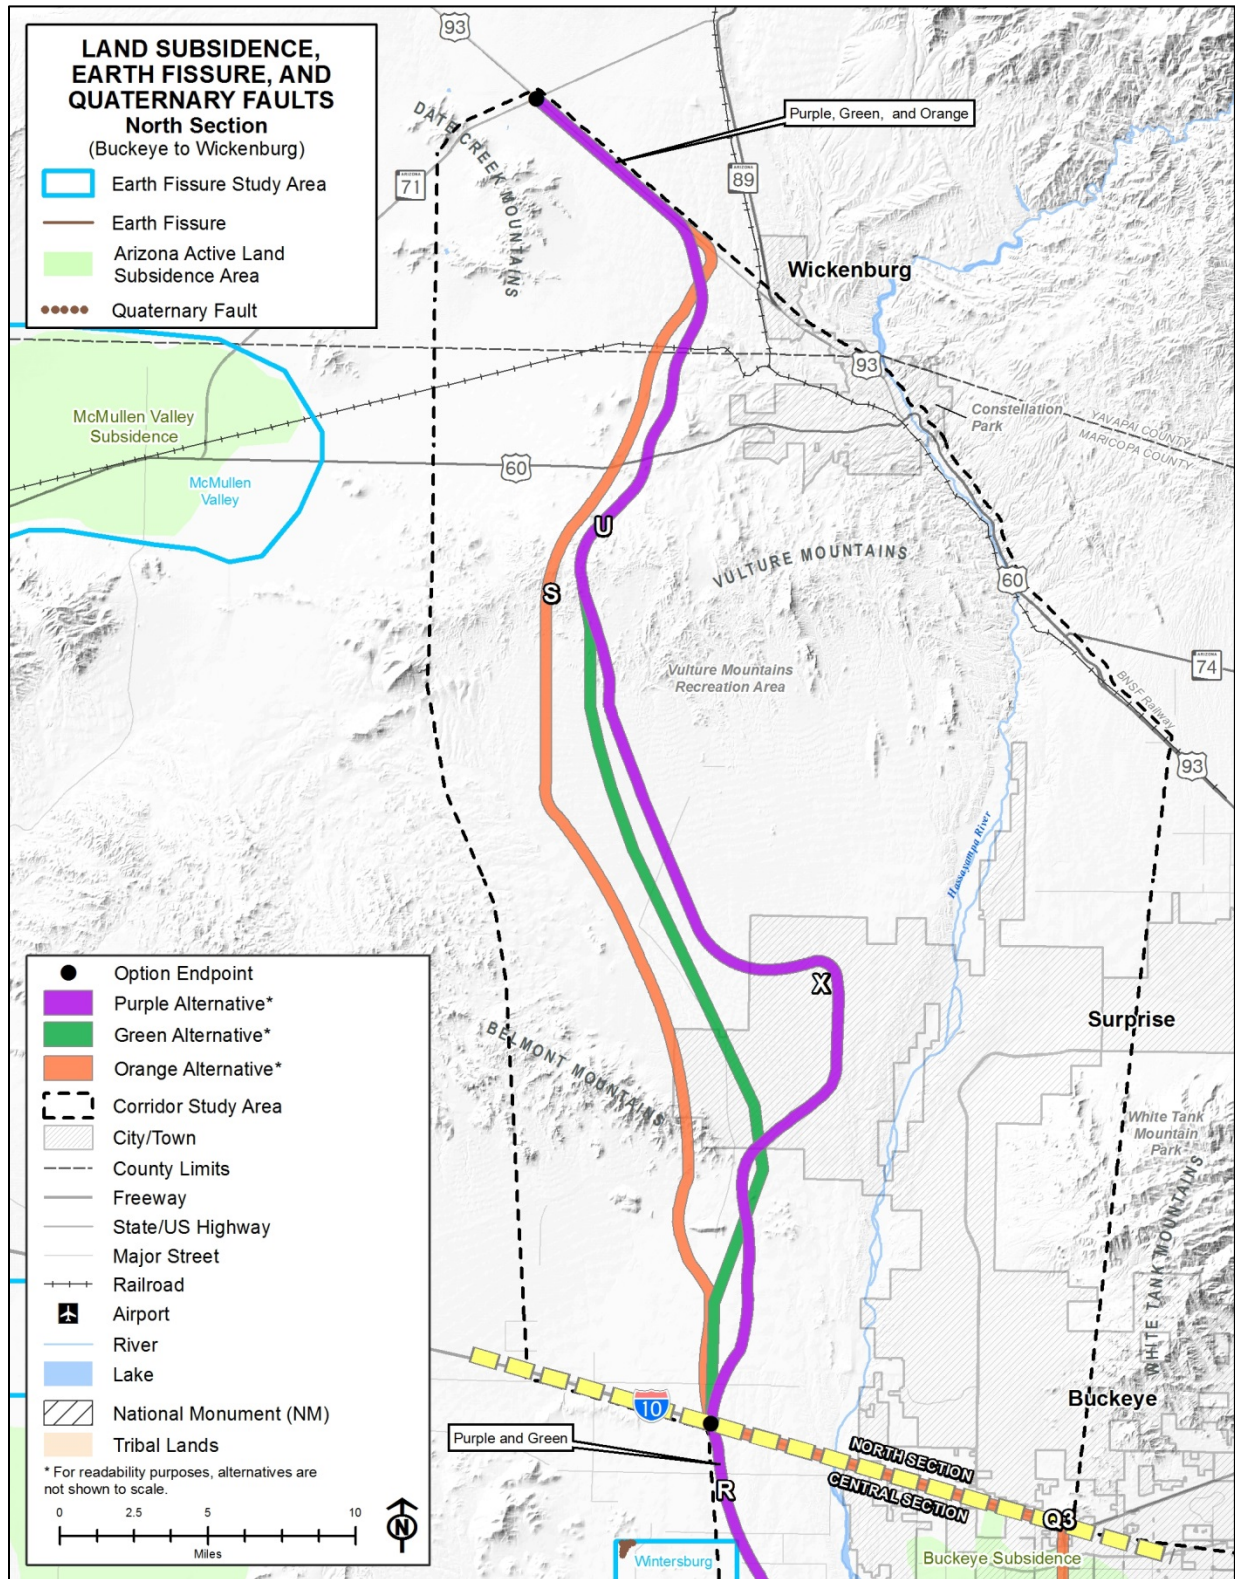 LAND SUBSIDENCE,
EARTH FISSURE, AND
QUATERNARY FAULTS
North Section
(Buckeye to Wickenburg)
Earth Fissure Study Area
Earth Fissure
Arizona Active Land
Subsidence Area
Quaternary Fault
93
Purple, Green, and Orange
DATE CREEK MOUNTAINS
ARIZONA
71
ARIZONA
89
Wickenburg
93
Constellation
Park
YAVAPAI COUNTY
MARICOPA COUNTY
McMullen Valley
Subsidence
McMullen
Valley
60
U
S
VULTURE MOUNTAINS
60
Vulture Mountains
Recreation Area
ARIZONA
74
BNSF Railway
93
Hassayampa River
X
Surprise
BELMONT MOUNTAINS
White Tank
Mountain
Park
WHITE TANK MOUNTAINS
Buckeye
10
Purple and Green
NORTH SECTION
CENTRAL SECTION
R
Q3
Wintersburg
Buckeye Subsidence
Option Endpoint
Purple Alternative*
Green Alternative*
Orange Alternative*
Corridor Study Area
City/Town
County Limits
Freeway
State/US Highway
Major Street
Railroad
Airport
River
Lake
National Monument (NM)
Tribal Lands
* For readability purposes, alternatives are
not shown to scale.
0 2.5 5 10
Miles
N